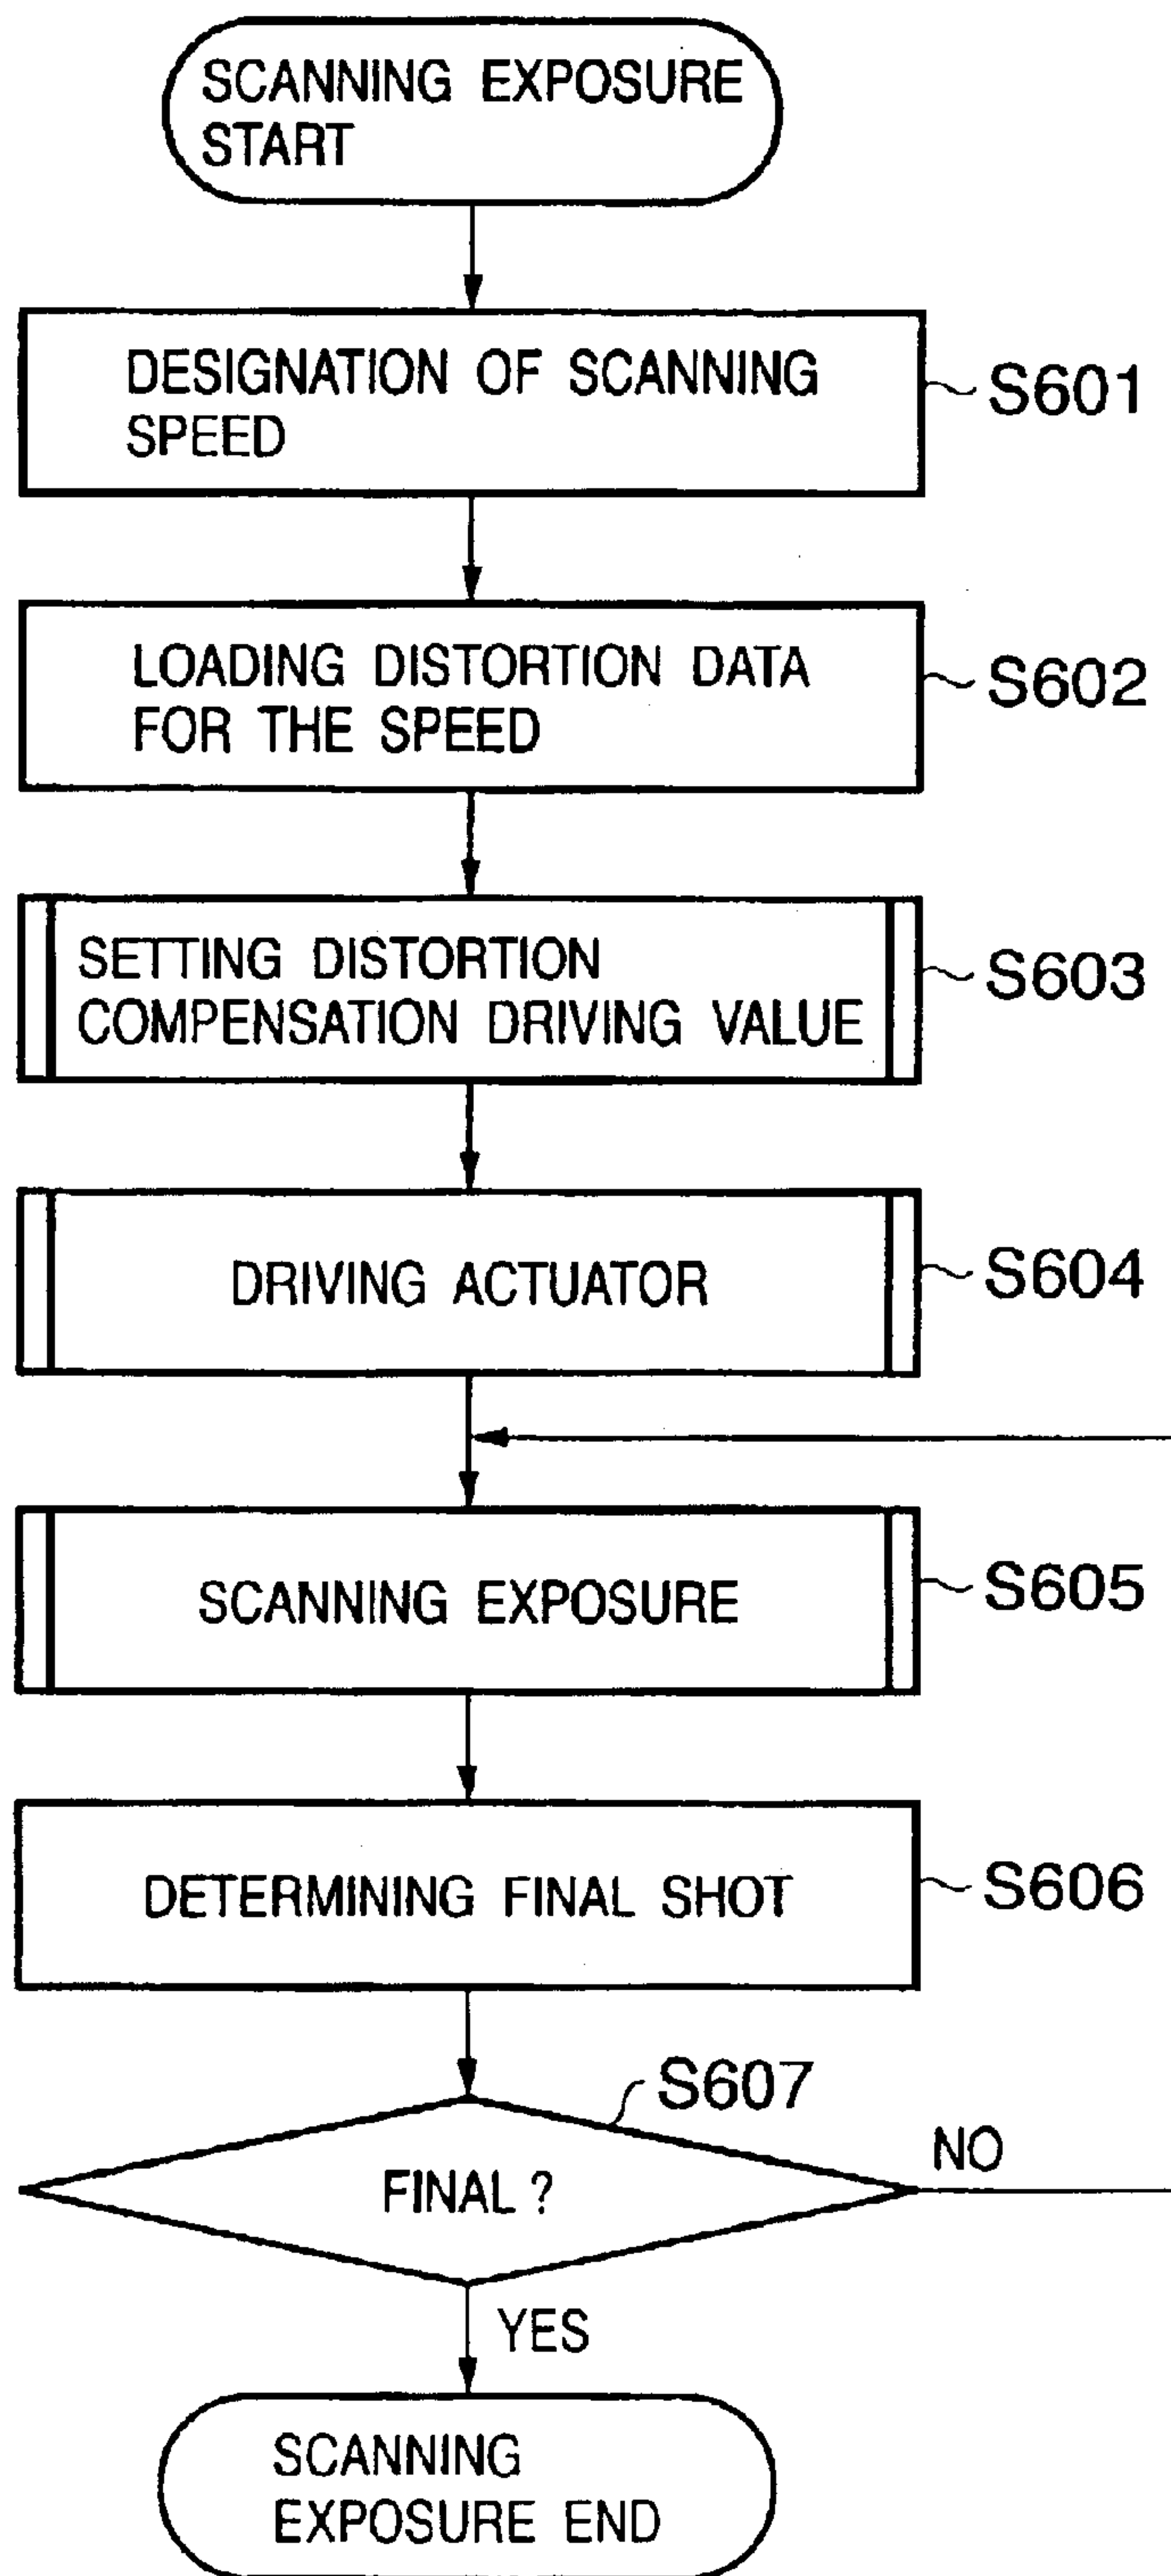 SCANNING EXPOSURE
START
DESIGNATION OF SCANNING
SPEED
S601
LOADING DISTORTION DATA
FOR THE SPEED
S602
SETTING DISTORTION
COMPENSATION DRIVING VALUE
S603
DRIVING ACTUATOR
S604
SCANNING EXPOSURE
S605
DETERMINING FINAL SHOT
S606
S607
FINAL ?
NO
YES
SCANNING
EXPOSURE END